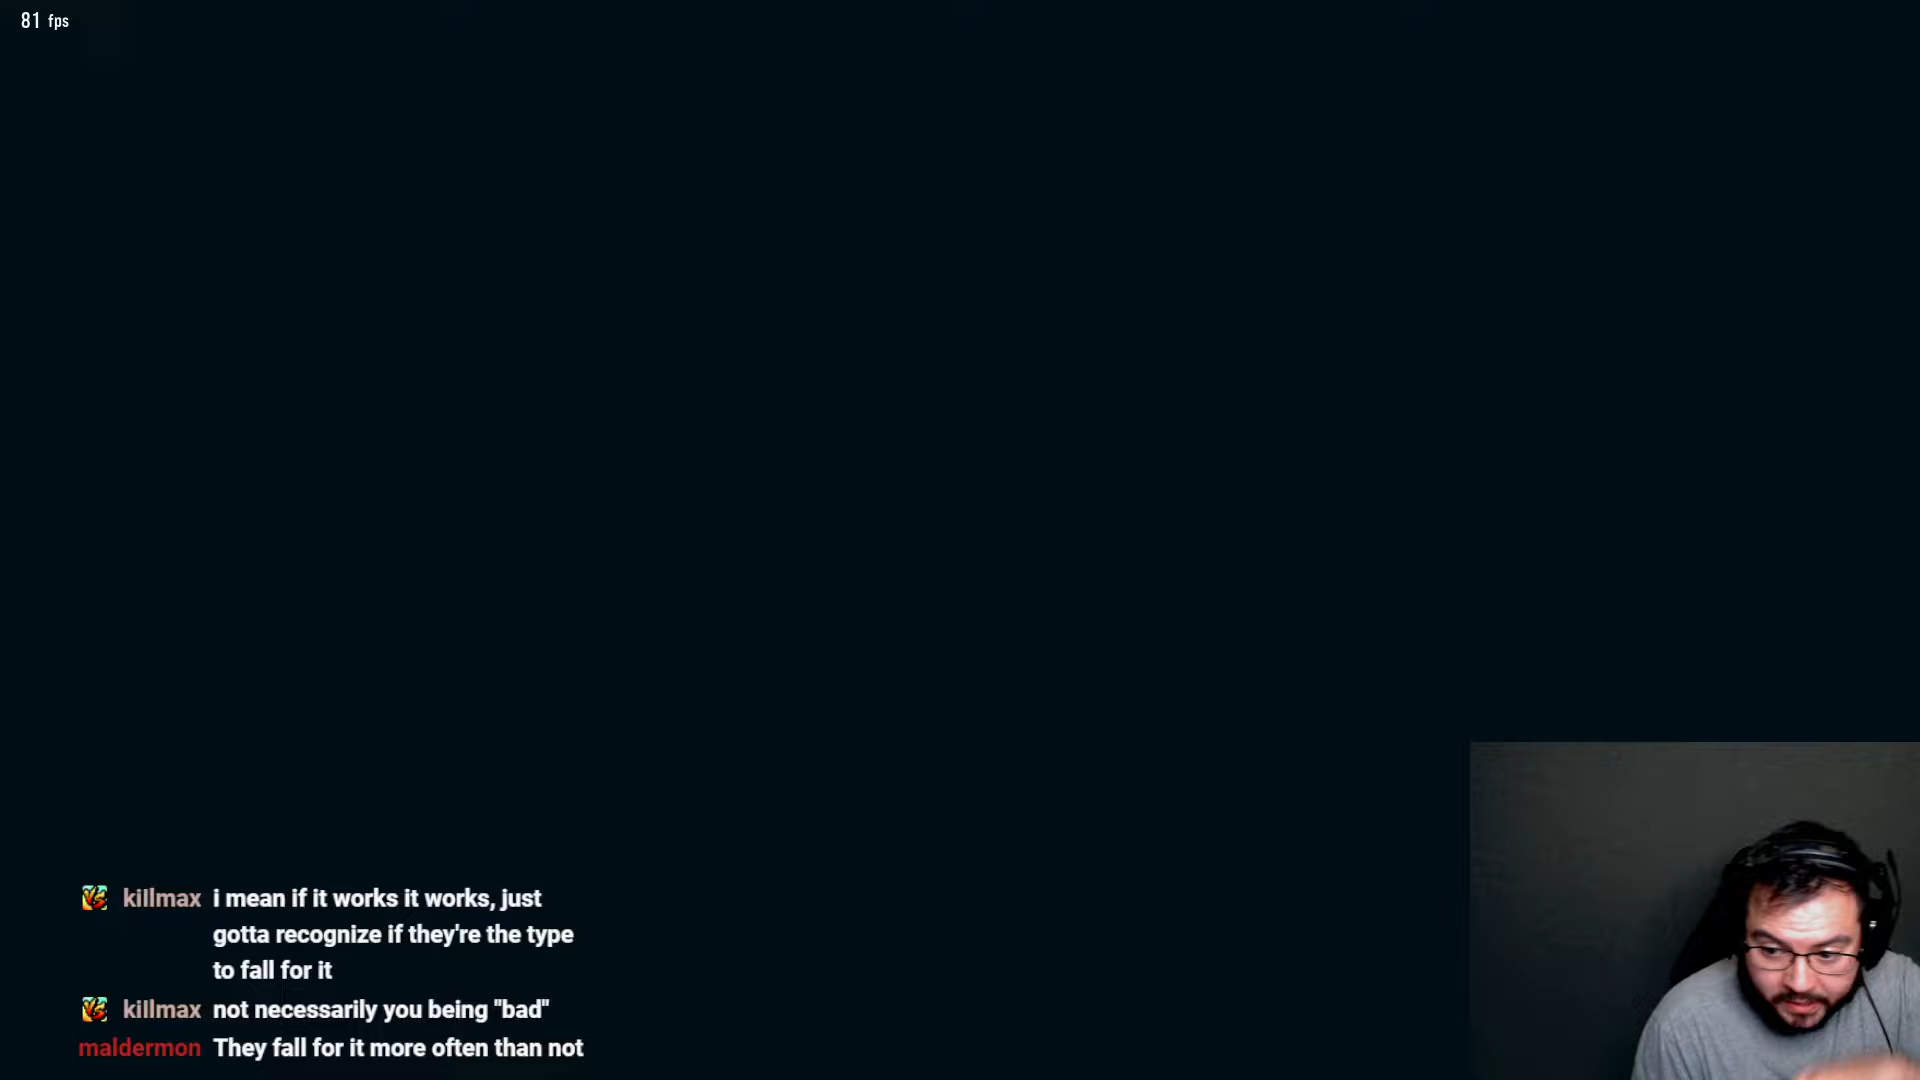 81 fps
killmax i mean if it works it works, just
gotta recognize if they're the type
to fall for it
killmax not necessarily you being "bad"
maldermon They fall for it more often than not